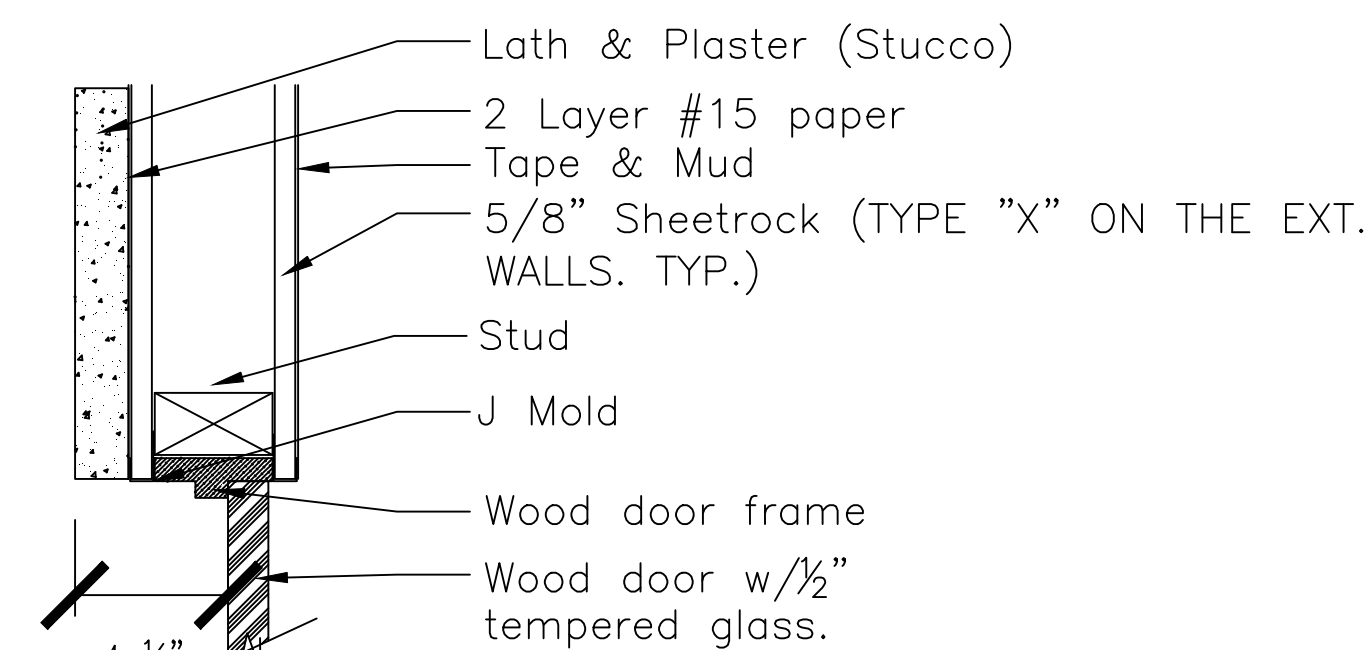 Lath & Plaster (Stucco)
2 Layer #15 paper
Tape & Mud
5/8” Sheetrock (TYPE ”X” ON THE EXT.
WALLS. TYP.)
Stud
J Mold
Wood door frame
Wood door w/½”
tempered glass.